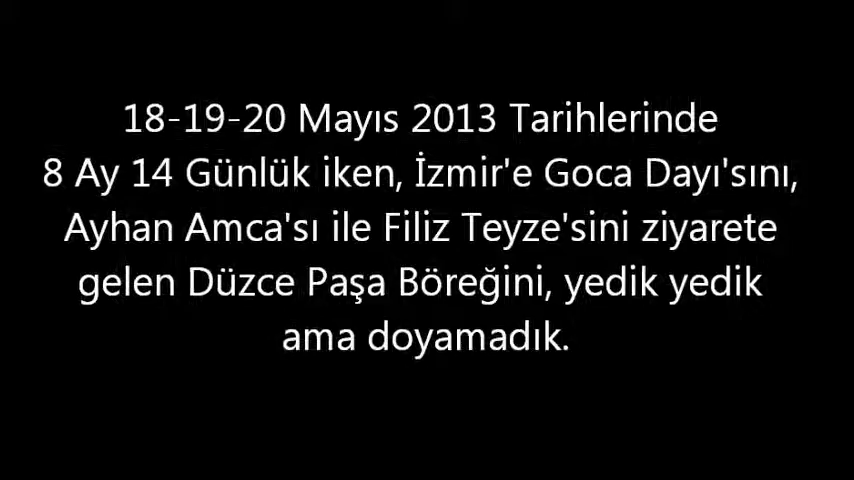 18-19-20 Mayıs 2013 Tarihlerinde
8 Ay 14 Günlük iken, İzmir'e Goca Dayı'sını,
Ayhan Amca'sı ile Filiz Teyze'sini ziyarete
gelen Düzce Paşa Böreğini, yedik yedik
ama doyamadık.